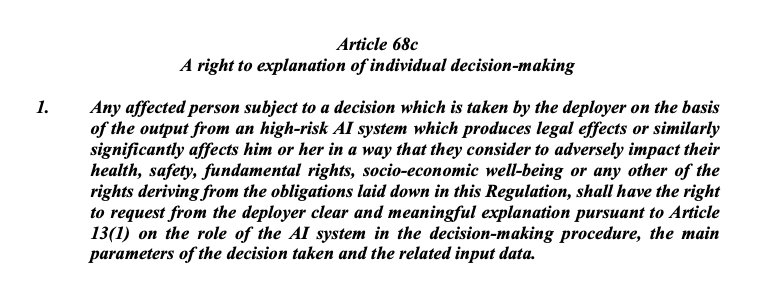 Article 68c
A right to explanation of individual decision-making
1. Any affected person subject to a decision which is taken by the deployer on the basis
of the output from an high-risk AI system which produces legal effects or similarly
significantly affects him or her in a way that they consider to adversely impact their
health, safety, fundamental rights, socio-economic well-being or any other of the
rights deriving from the obligations laid down in this Regulation, shall have the right
to request from the deployer clear and meaningful explanation pursuant to Article
13(1) on the role of the AI system in the decision-making procedure, the main
parameters of the decision taken and the related input data.